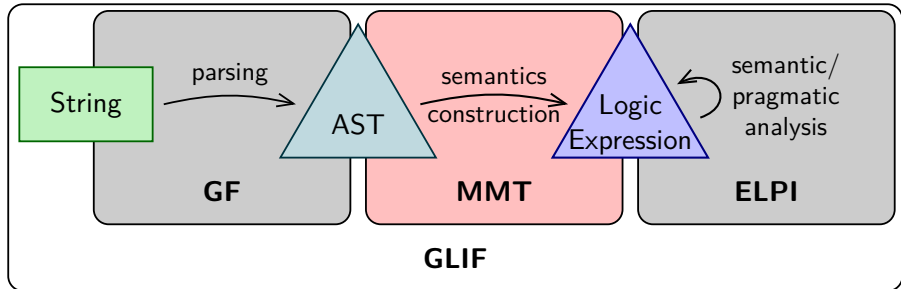 String
parsing
AST
semantics
construction
Logic
Expression
semantic/
pragmatic
analysis
GF
MMT
ELPI
GLIF